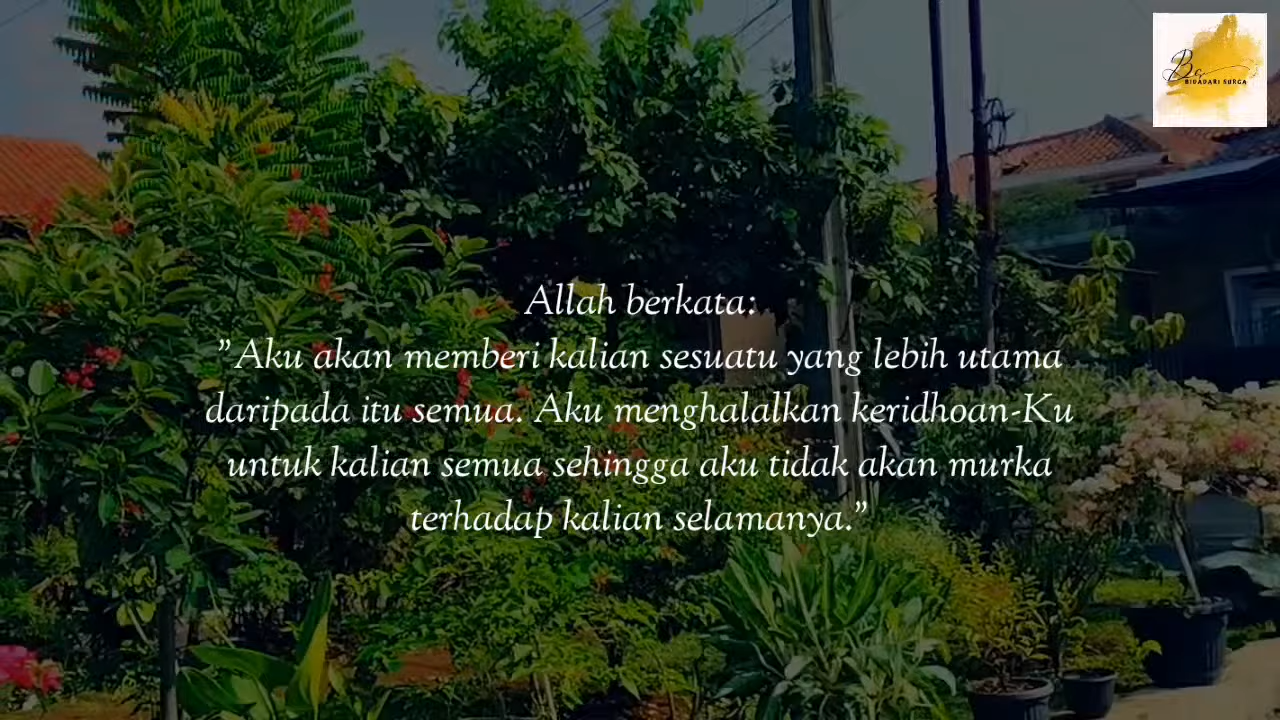 Bs
BIDADARI SURGA
Allah berkata:
"Aku akan memberi kalian sesuatu yang lebih utama
daripada itu semua. Aku menghalalkan keridhoan-Ku
untuk kalian semua sehingga aku tidak akan murka
terhadap kalian selamanya."